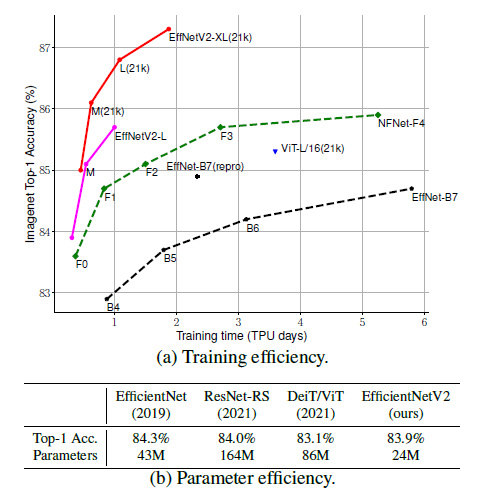 87
86
85
84
83
Imagenet Top-1 Accuracy (%)
EffNetV2-XL(21k)
L(21k)
M(21k)
EffNetV2-L
M
NFNet-F4
F3
F2
F1
F0
ViT-L/16(21k)
EffNet-B7(repro)
EffNet-B7
B6
B5
B4
1 2 3 4 5 6
Training time (TPU days)
(a) Training efficiency.
EfficientNet ResNet-RS DeiT/ViT EfficientNetV2
(2019) (2021) (2021) (ours)
Top-1 Acc. 84.3% 84.0% 83.1% 83.9%
Parameters 43M 164M 86M 24M
(b) Parameter efficiency.